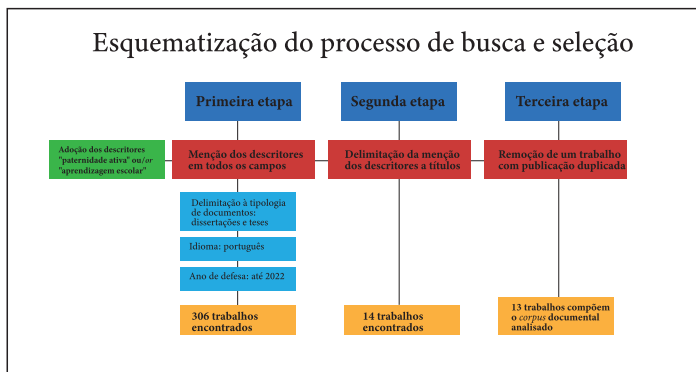 Esquematização do processo de busca e seleção
Primeira etapa
Segunda etapa
Terceira etapa
Adoção dos descritores
"paternidade ativa" ou/or
"aprendizagem escolar"
Menção dos descritores
em todos os campos
Delimitação da menção
dos descritores a títulos
Remoção de um trabalho
com publicação duplicada
Delimitação à tipologia
de documentos:
dissertações e teses
Idioma: português
Ano de defesa: até 2022
306 trabalhos
encontrados
14 trabalhos
encontrados
13 trabalhos compõem
o corpus documental
analisado